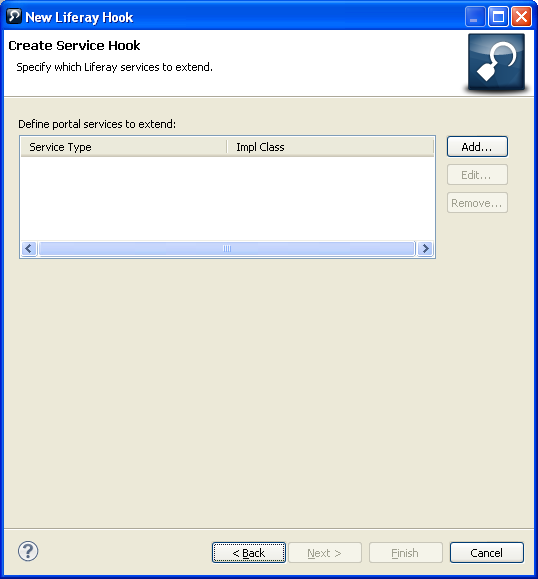 New Liferay Hook
Create Service Hook
Specify which Liferay services to extend.
Define portal services to extend:
Service Type Impl Class
Add...
Edit...
Remove...
?
< Back Next > Finish Cancel